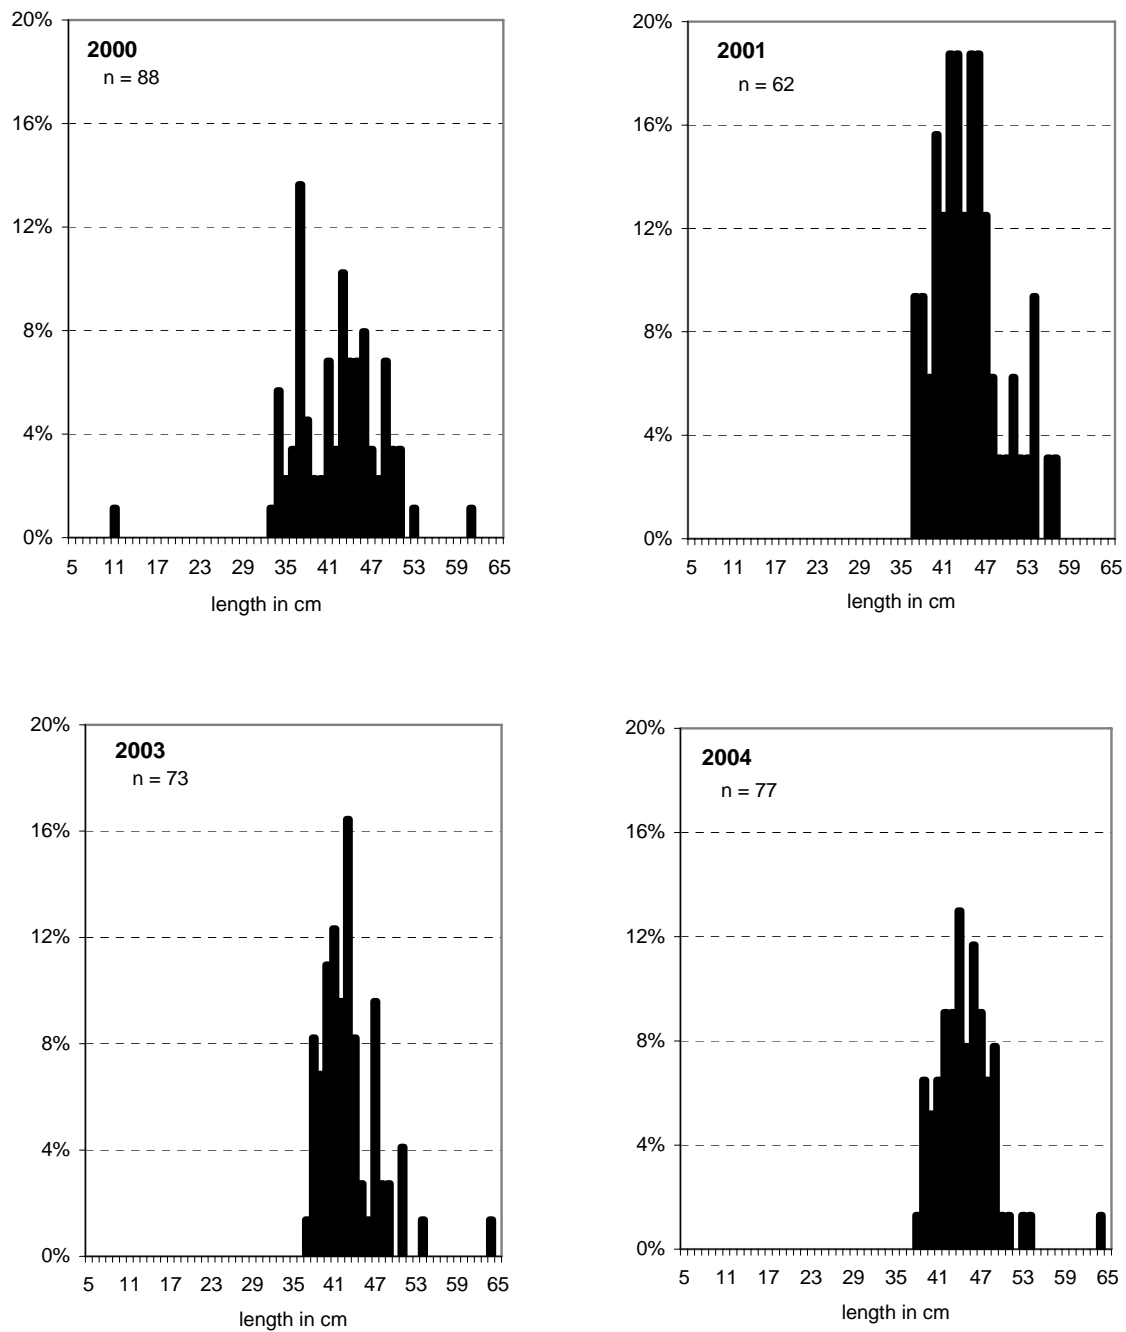 20%
2000
n = 88
16%
12%
8%
4%
0%
5 11 17 23 29 35 41 47 53 59 65
length in cm
20%
2001
n = 62
16%
12%
8%
4%
0%
5 11 17 23 29 35 41 47 53 59 65
length in cm
20%
2003
n = 73
16%
12%
8%
4%
0%
5 11 17 23 29 35 41 47 53 59 65
length in cm
20%
2004
n = 77
16%
12%
8%
4%
0%
5 11 17 23 29 35 41 47 53 59 65
length in cm